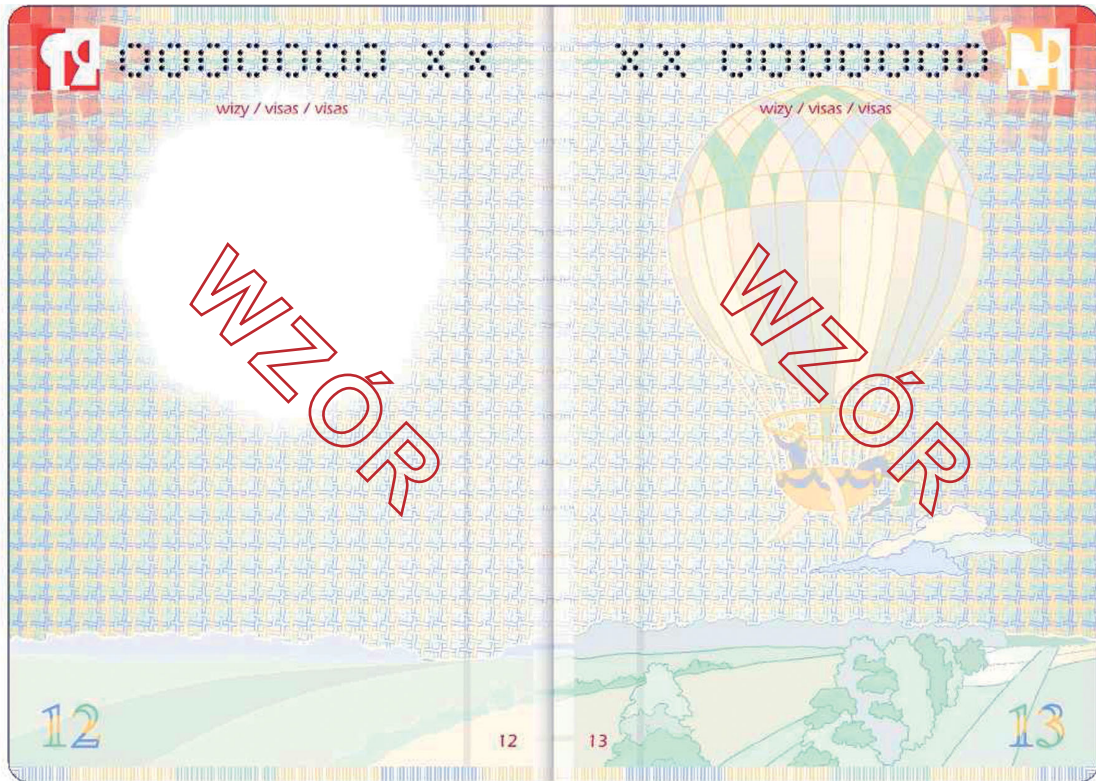 0000000 XX
wizy / visas / visas
WZÓR
12
12
XX 0000000
wizy / visas / visas
WZÓR
13
13